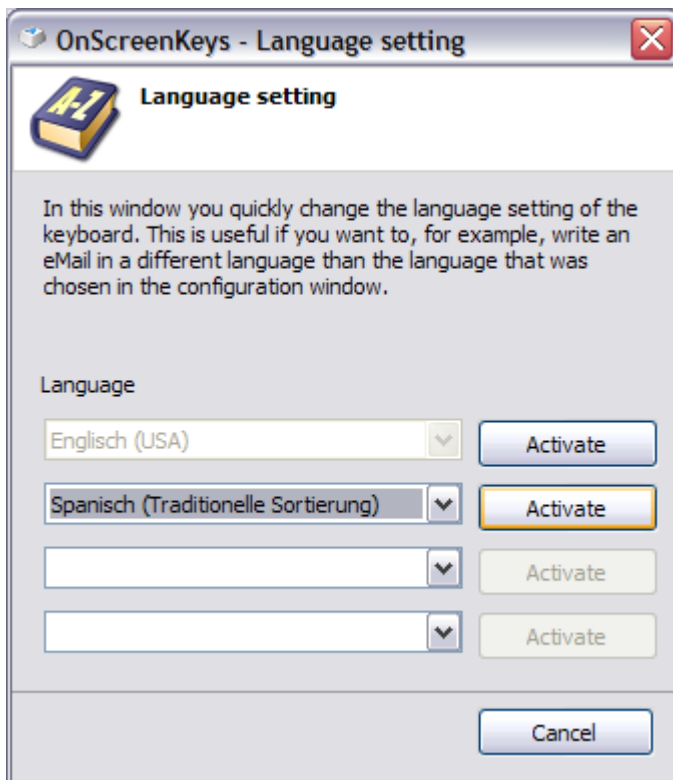 OnScreenKeys - Language setting
A-Z
Language setting
In this window you quickly change the language setting of the
keyboard. This is useful if you want to, for example, write an
eMail in a different language than the language that was
chosen in the configuration window.
Language
Englisch (USA)
Activate
Spanisch (Traditionelle Sortierung)
Activate
Activate
Activate
Cancel